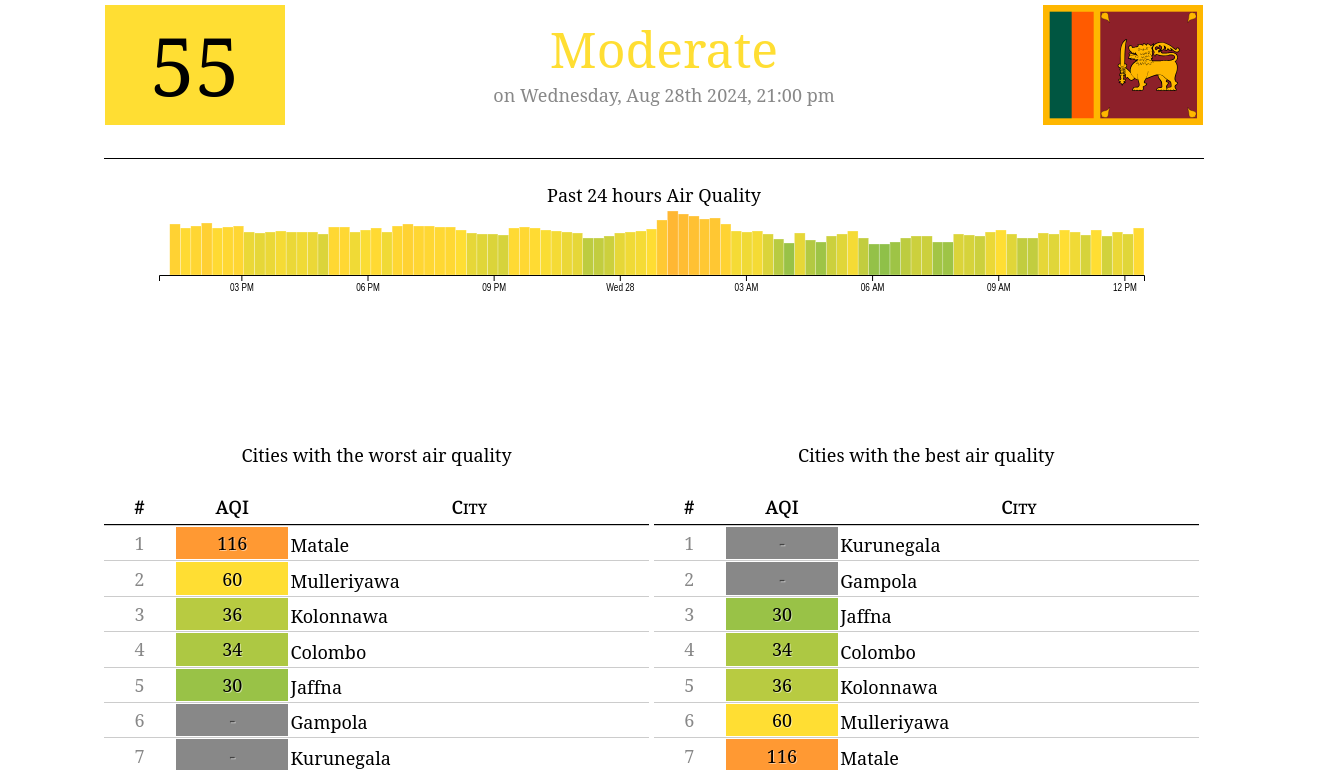 55
Moderate
on Wednesday, Aug 28th 2024, 21:00 pm
Past 24 hours Air Quality
03 PM 06 PM 09 PM Wed 28 03 AM 06 AM 09 AM 12 PM
Cities with the worst air quality
# AQI City
1 116 Matale
2 60 Mulleriyawa
3 36 Kolonnawa
4 34 Colombo
5 30 Jaffna
6 - Gampola
7 - Kurunegala
Cities with the best air quality
# AQI City
1 - Kurunegala
2 - Gampola
3 30 Jaffna
4 34 Colombo
5 36 Kolonnawa
6 60 Mulleriyawa
7 116 Matale